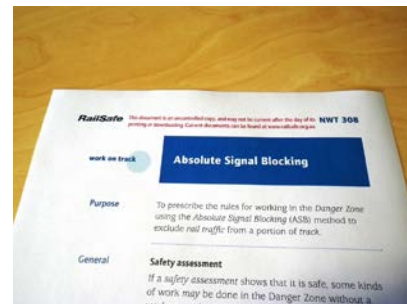 RailSafe
This document is an uncontrolled copy, and may not be current after the day of its
printing or downloading. Current documents can be found at
NWT 308
work on track
Absolute Signal Blocking
Purpose
To prescribe the rules for working in the Danger Zone
using the Absolute Signal Blocking (ASB) method to
exclude rail traffic from a portion of track.
General
Safety assessment
If a safety assessment shows that it is safe, some kinds
of work may be done in the Danger Zone without a